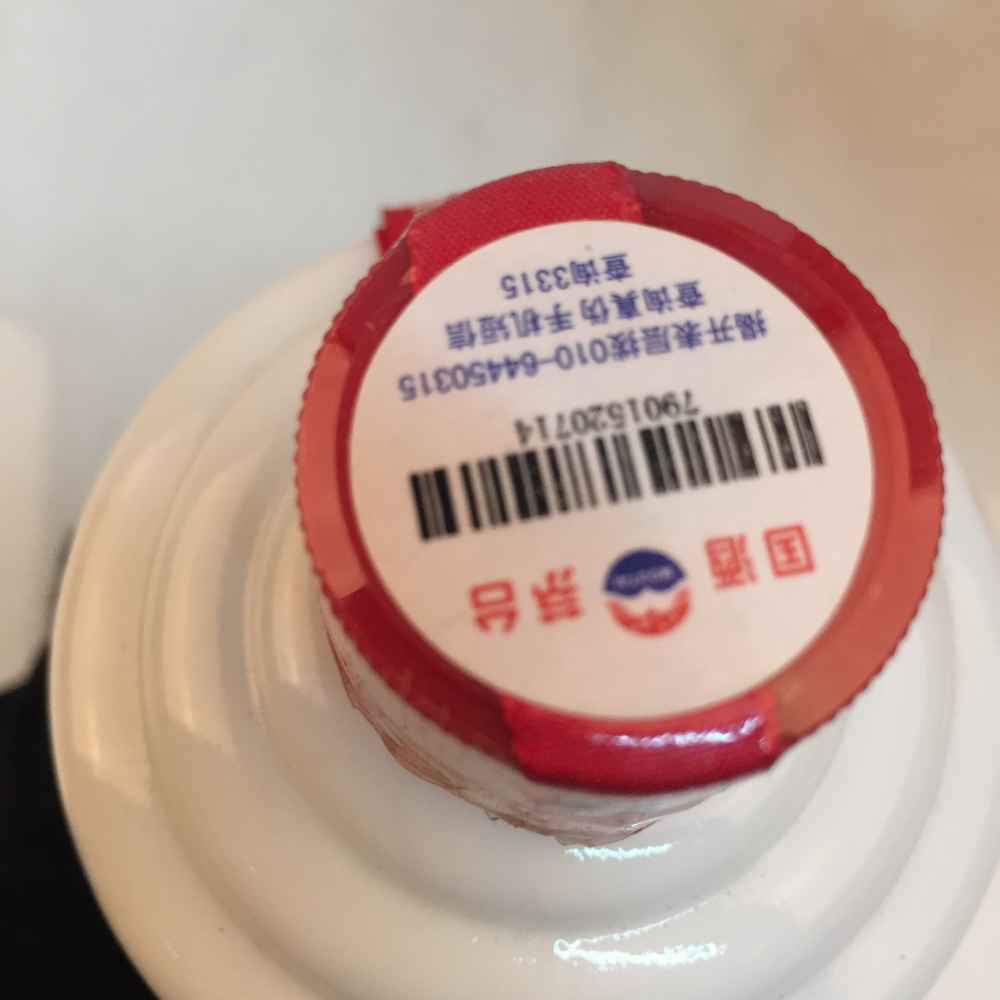 国酒 茅台
7901520714
揭开表层拨010-64450315
查询真伪 手机短信
查询3315